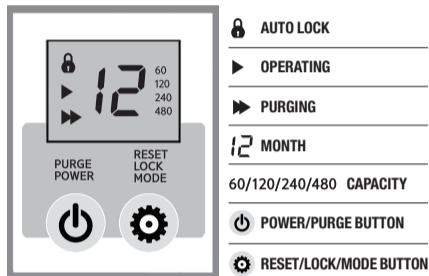 12
60
120
240
480
PURGE
POWER
RESET
LOCK
MODE
AUTO LOCK
OPERATING
PURGING
12 MONTH
60/120/240/480 CAPACITY
POWER/PURGE BUTTON
RESET/LOCK/MODE BUTTON